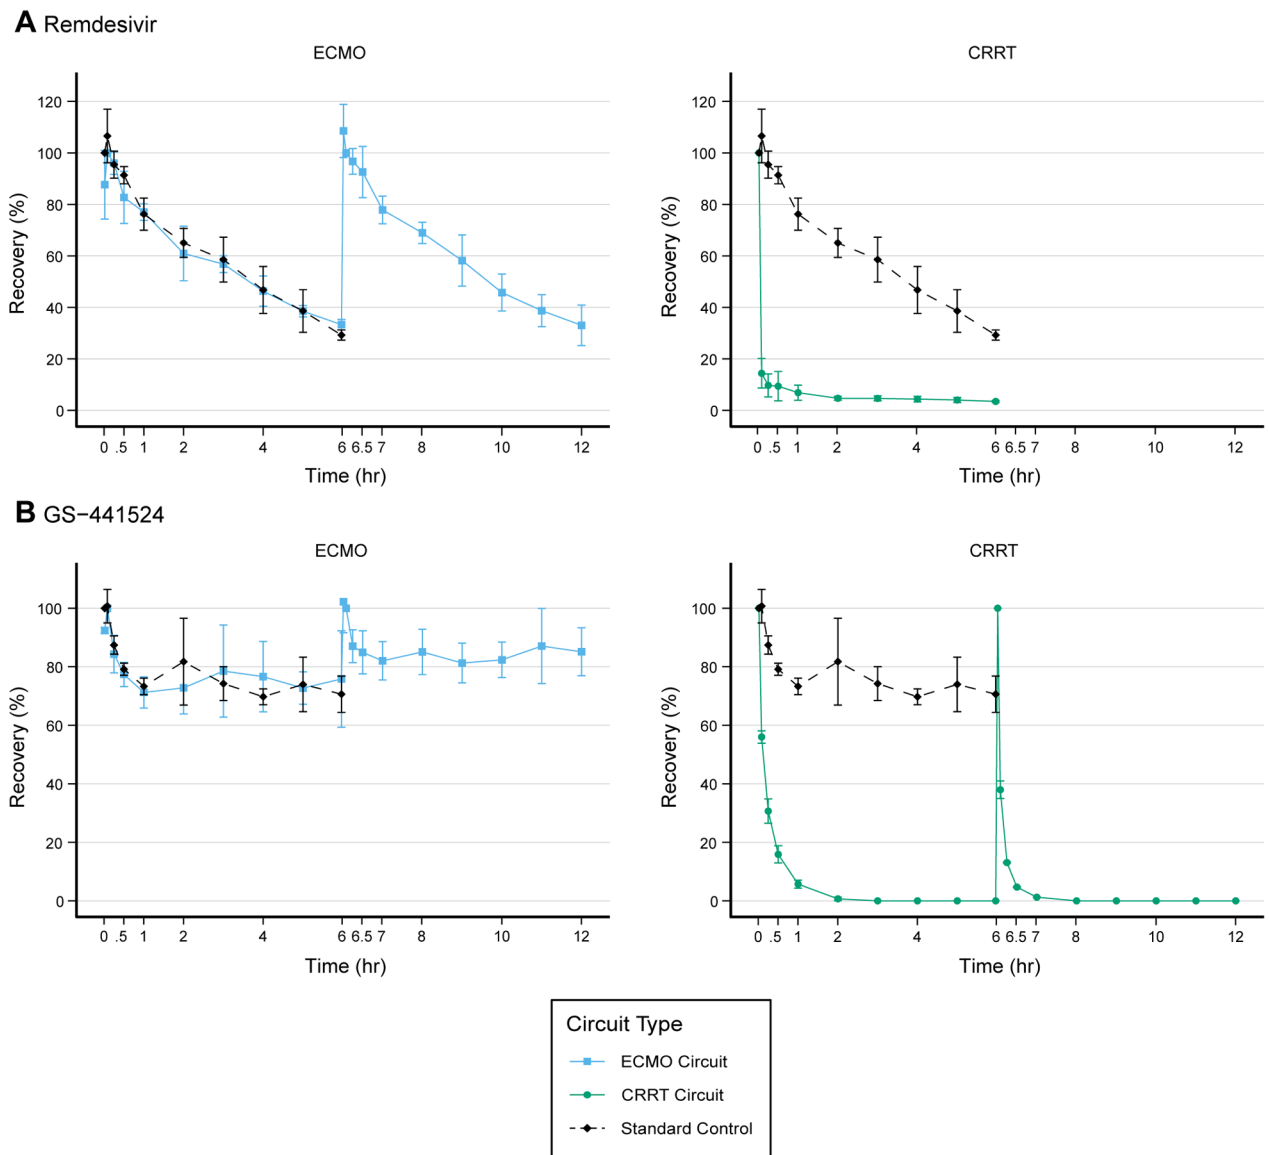 A Remdesivir
ECMO
CRRT
Recovery (%)
120
100
80
60
40
20
0
0 .5 1 2 4 6 6.5 7 8 10 12
Time (hr)
Recovery (%)
120
100
80
60
40
20
0
0 .5 1 2 4 6 6.5 7 8 10 12
Time (hr)
B GS−441524
ECMO
CRRT
Recovery (%)
100
80
60
40
20
0
0 .5 1 2 4 6 6.5 7 8 10 12
Time (hr)
Recovery (%)
100
80
60
40
20
0
0 .5 1 2 4 6 6.5 7 8 10 12
Time (hr)
Circuit Type
ECMO Circuit
CRRT Circuit
Standard Control